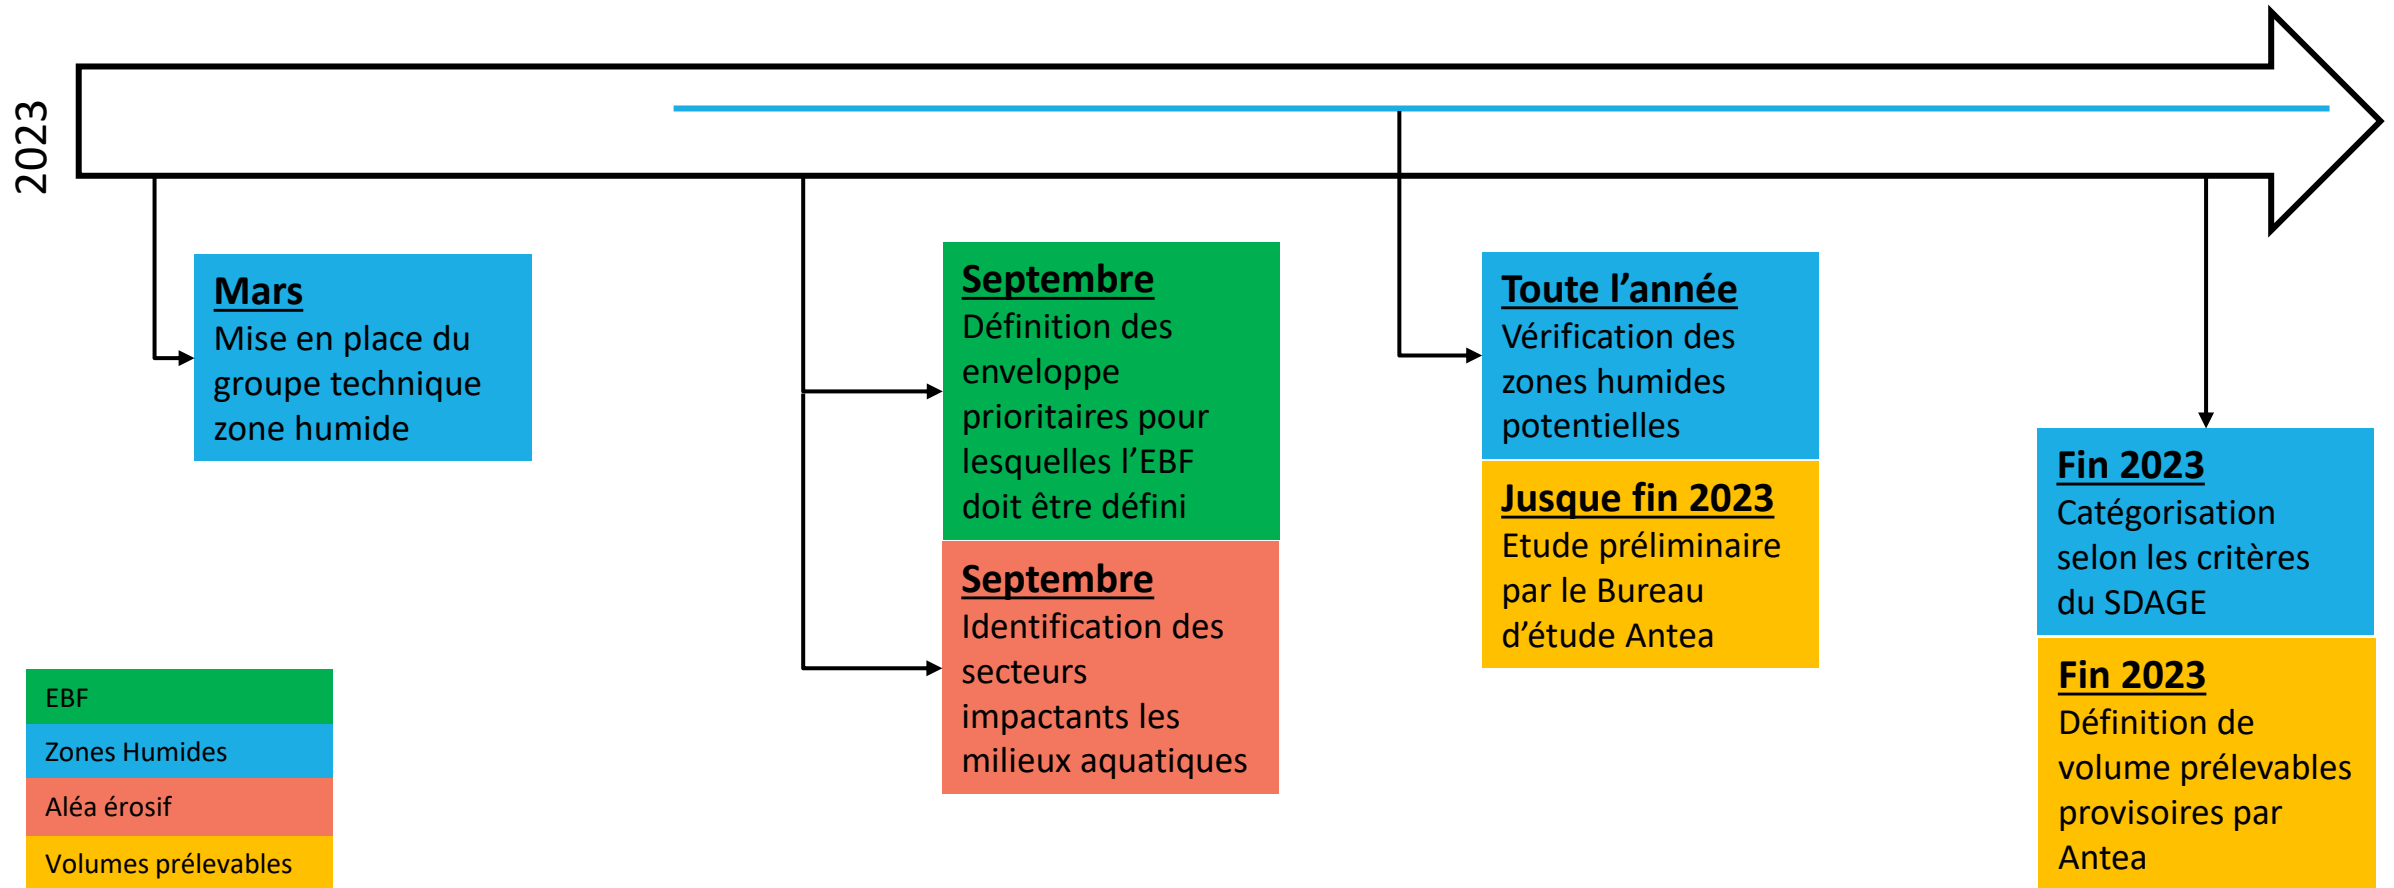 2023
Mars
Mise en place du
groupe technique
zone humide
Septembre
Définition des
enveloppe
prioritaires pour
lesquelles l’EBF
doit être défini
Septembre
Identification des
secteurs
impactants les
milieux aquatiques
Toute l’année
Vérification des
zones humides
potentielles
Jusque fin 2023
Etude préliminaire
par le Bureau
d’étude Antea
Fin 2023
Catégorisation
selon les critères
du SDAGE
Fin 2023
Définition de
volume prélevables
provisoires par
Antea
EBF
Zones Humides
Aléa érosif
Volumes prélevables